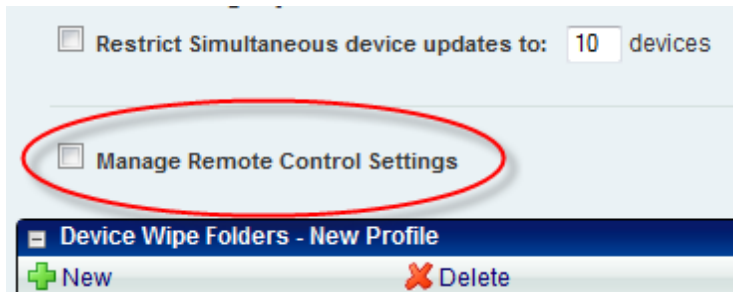 Restrict Simultaneous device updates to: 10 devices
Manage Remote Control Settings
Device Wipe Folders - New Profile
New Delete